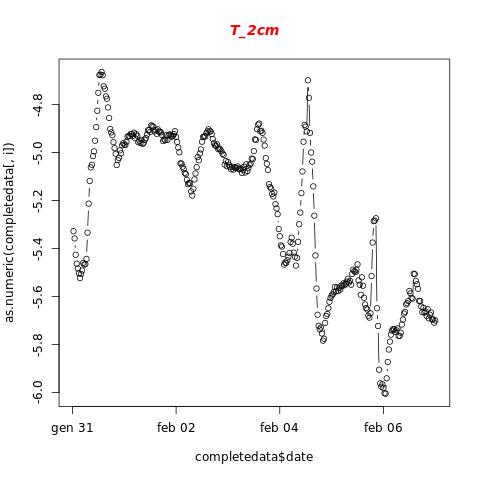 T_2cm
as.numeric(completedata[, i])
-4.8
-5.0
-5.2
-5.4
-5.6
-5.8
-6.0
gen 31
feb 02
feb 04
feb 06
completedata$date